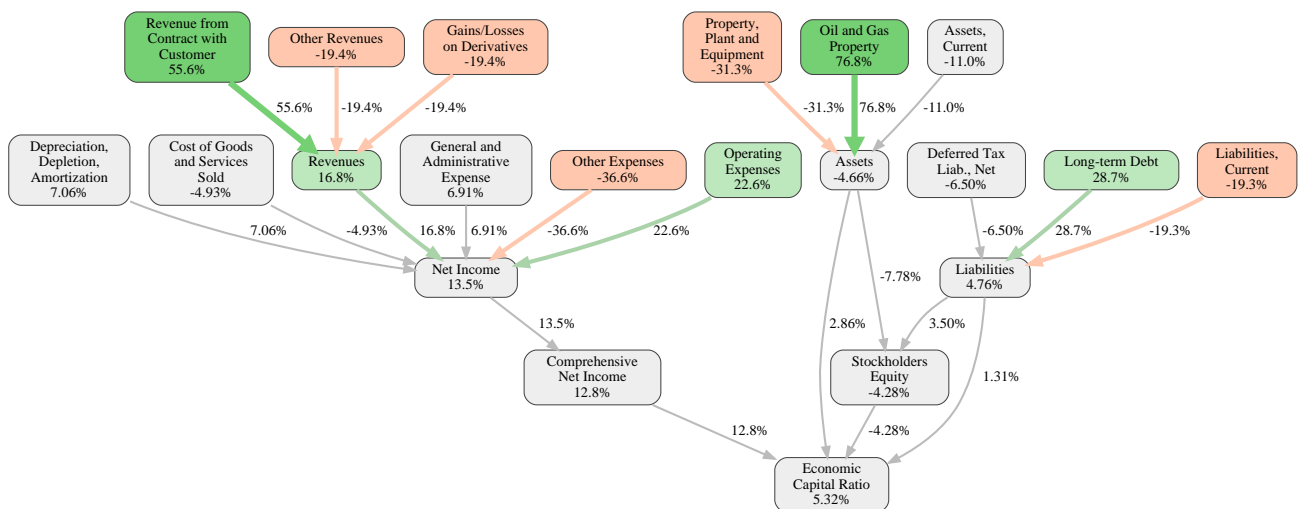 Revenue from
Contract with
Customer
55.6%
Other Revenues
-19.4%
Gains/Losses
on Derivatives
-19.4%
Property,
Plant and
Equipment
-31.3%
Oil and Gas
Property
76.8%
Assets,
Current
-11.0%
55.6%
-19.4%
-19.4%
-31.3%
76.8%
-11.0%
Depreciation,
Depletion,
Amortization
7.06%
Cost of Goods
and Services
Sold
-4.93%
Revenues
16.8%
General and
Administrative
Expense
6.91%
Other Expenses
-36.6%
Operating
Expenses
22.6%
Assets
-4.66%
Deferred Tax
Liab., Net
-6.50%
Long-term Debt
28.7%
Liabilities,
Current
-19.3%
7.06%
-4.93%
16.8%
6.91%
-36.6%
22.6%
-6.50%
28.7%
-19.3%
Net Income
13.5%
-7.78%
Liabilities
4.76%
13.5%
2.86%
3.50%
Comprehensive
Net Income
12.8%
Stockholders
Equity
-4.28%
1.31%
12.8%
-4.28%
Economic
Capital Ratio
5.32%